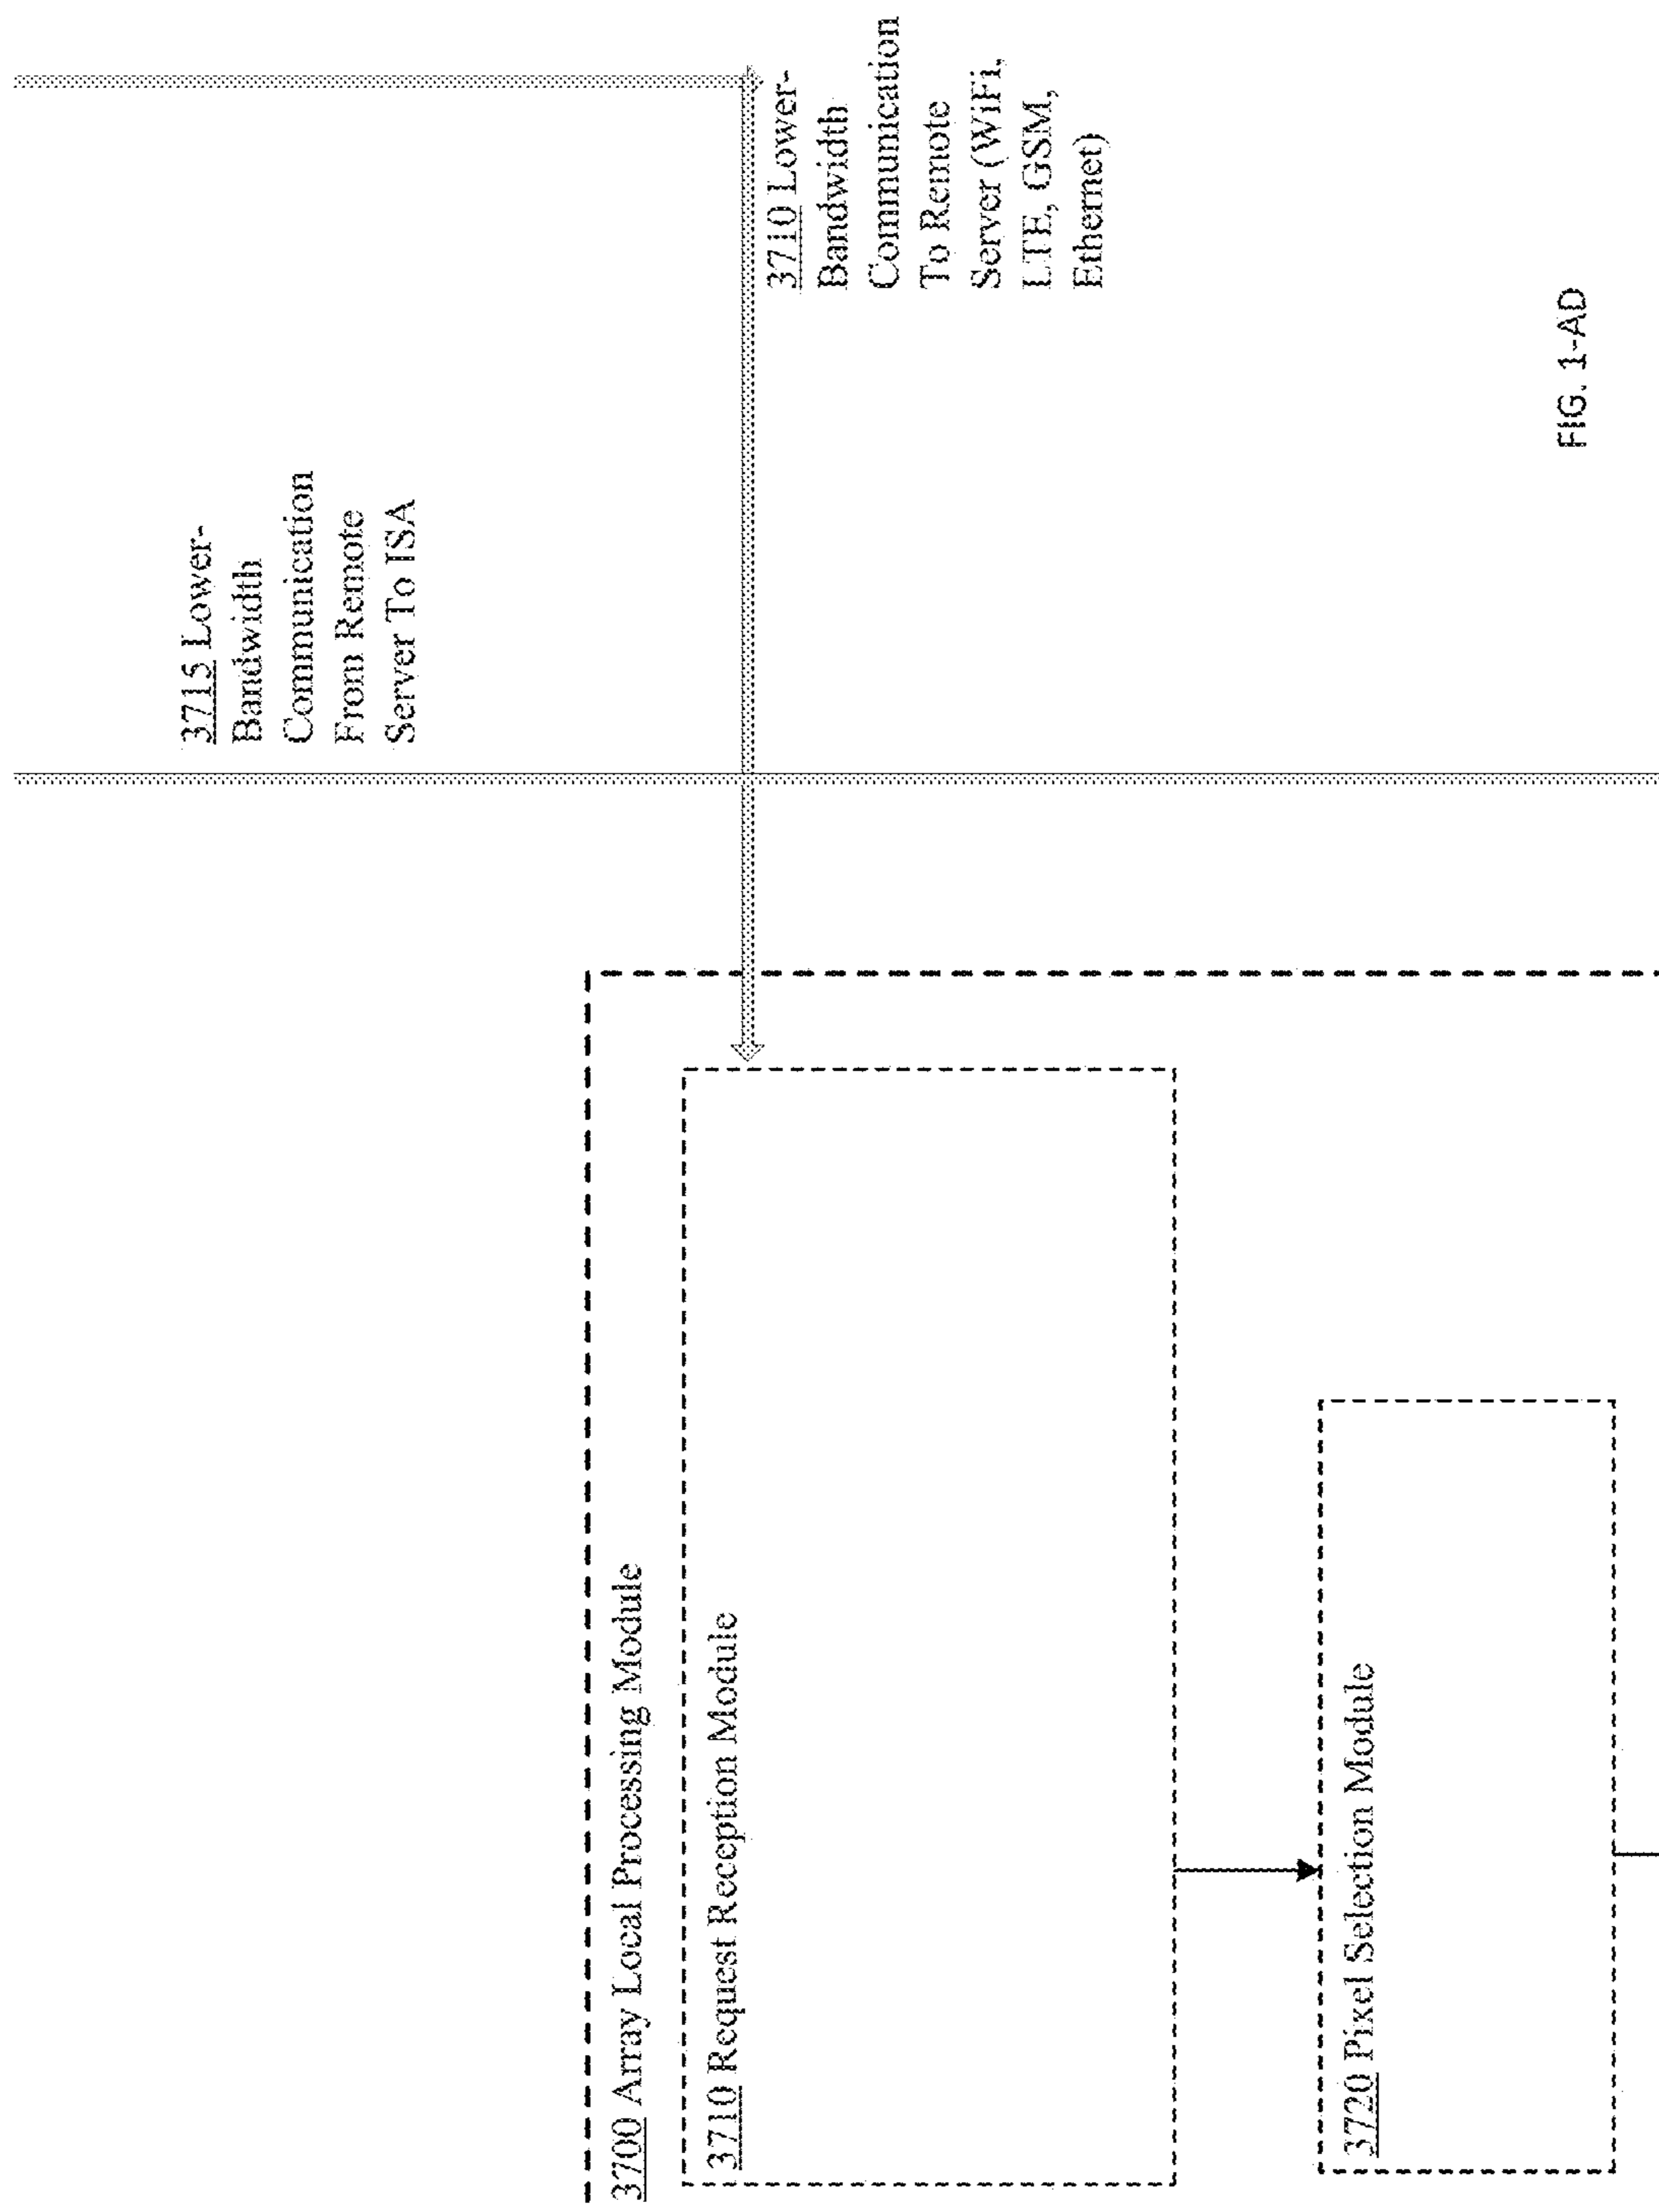 3715 Lower-
Bandwidth
Communication
From Remote
Server To ISA
3710 Lower-
Bandwidth
Communication
To Remote
Server (WiFi,
LTE, GSM,
Ethernet)
3700 Array Local Processing Module
3710 Request Reception Module
3720 Pixel Selection Module
FIG. 1-AD